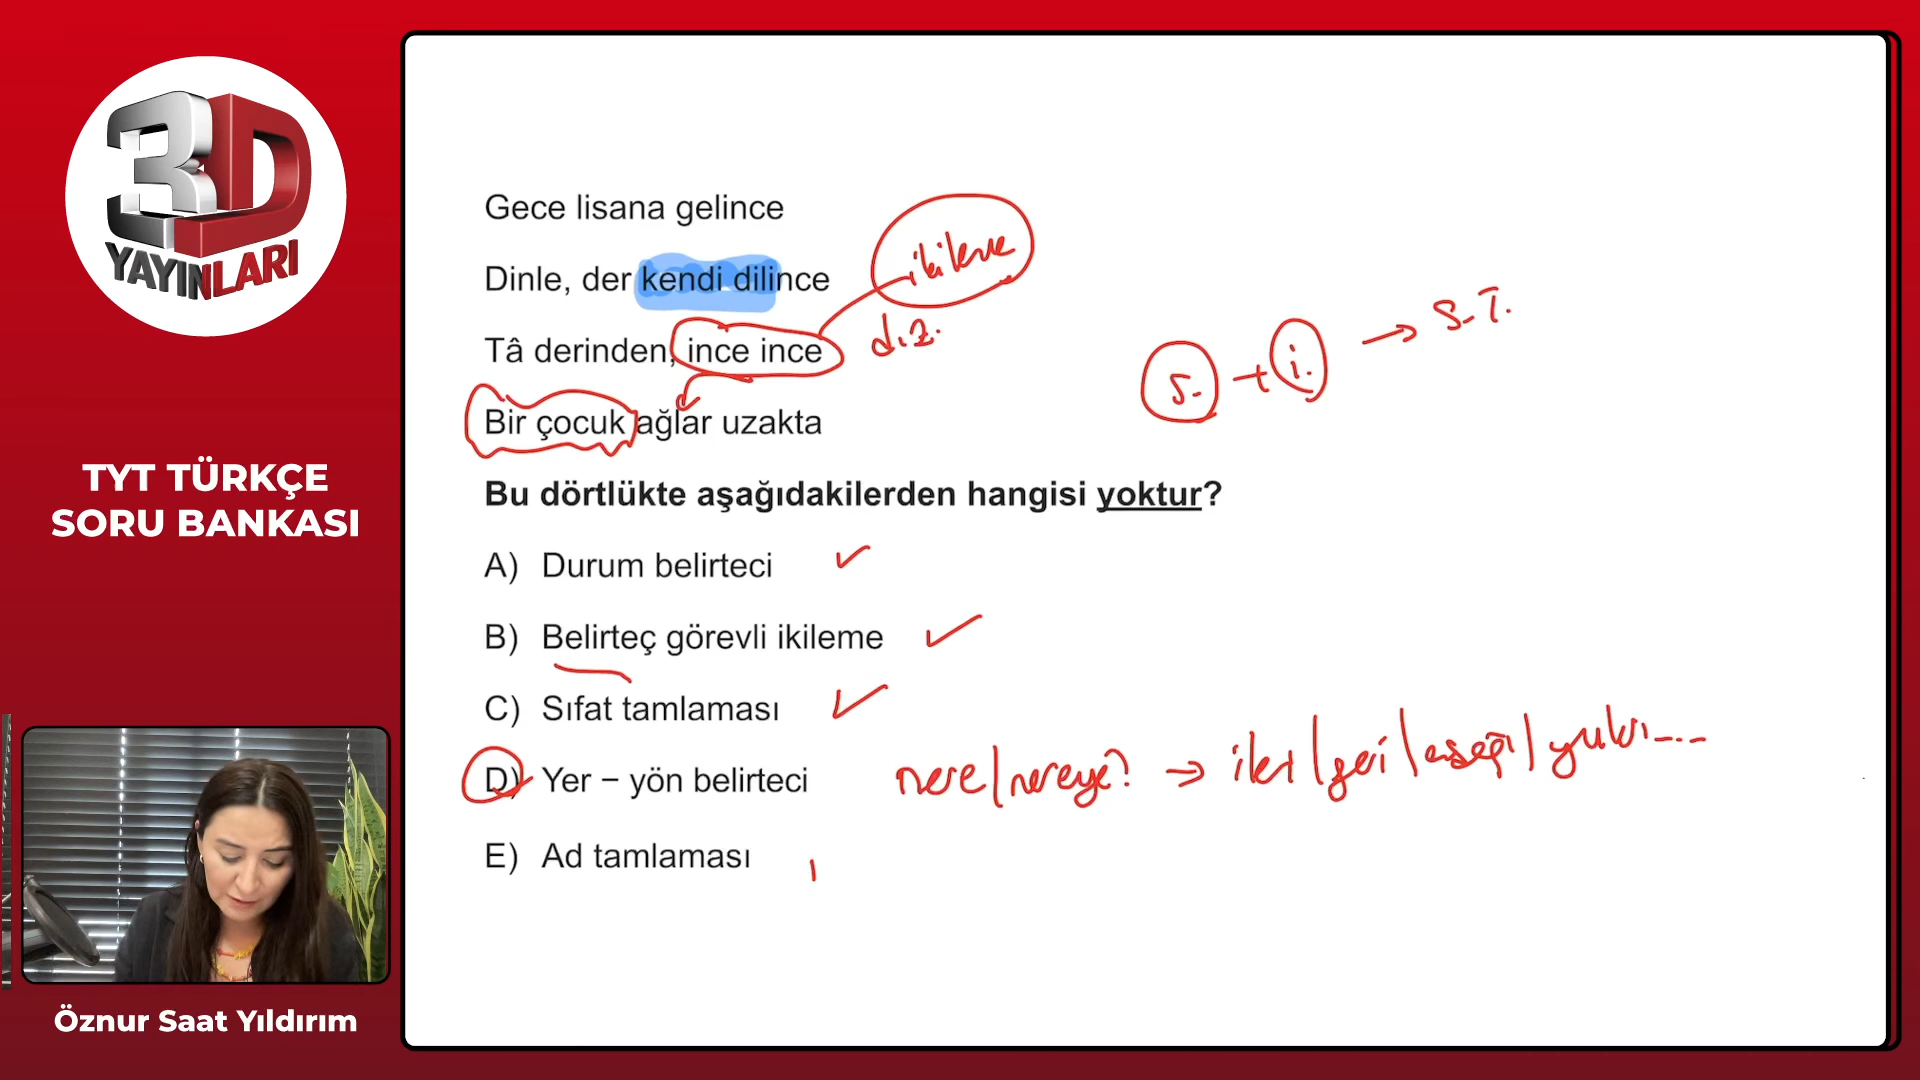 3D
YAYINLARI
TYT TÜRKÇE
SORU BANKASI
Öznur Saat Yıldırım
Gece lisana gelince
Dinle, der kendi dilince
Tâ derinden, ince ince
Bir çocuk ağlar uzakta
ikileme
d.z.
S. + i. → S.T.
Bu dörtlükte aşağıdakilerden hangisi yoktur?
A) Durum belirteci
B) Belirteç görevli ikileme
C) Sıfat tamlaması
D) Yer – yön belirteci
nere/nereye? → ileri/geri/aşağı/yukarı...
E) Ad tamlaması